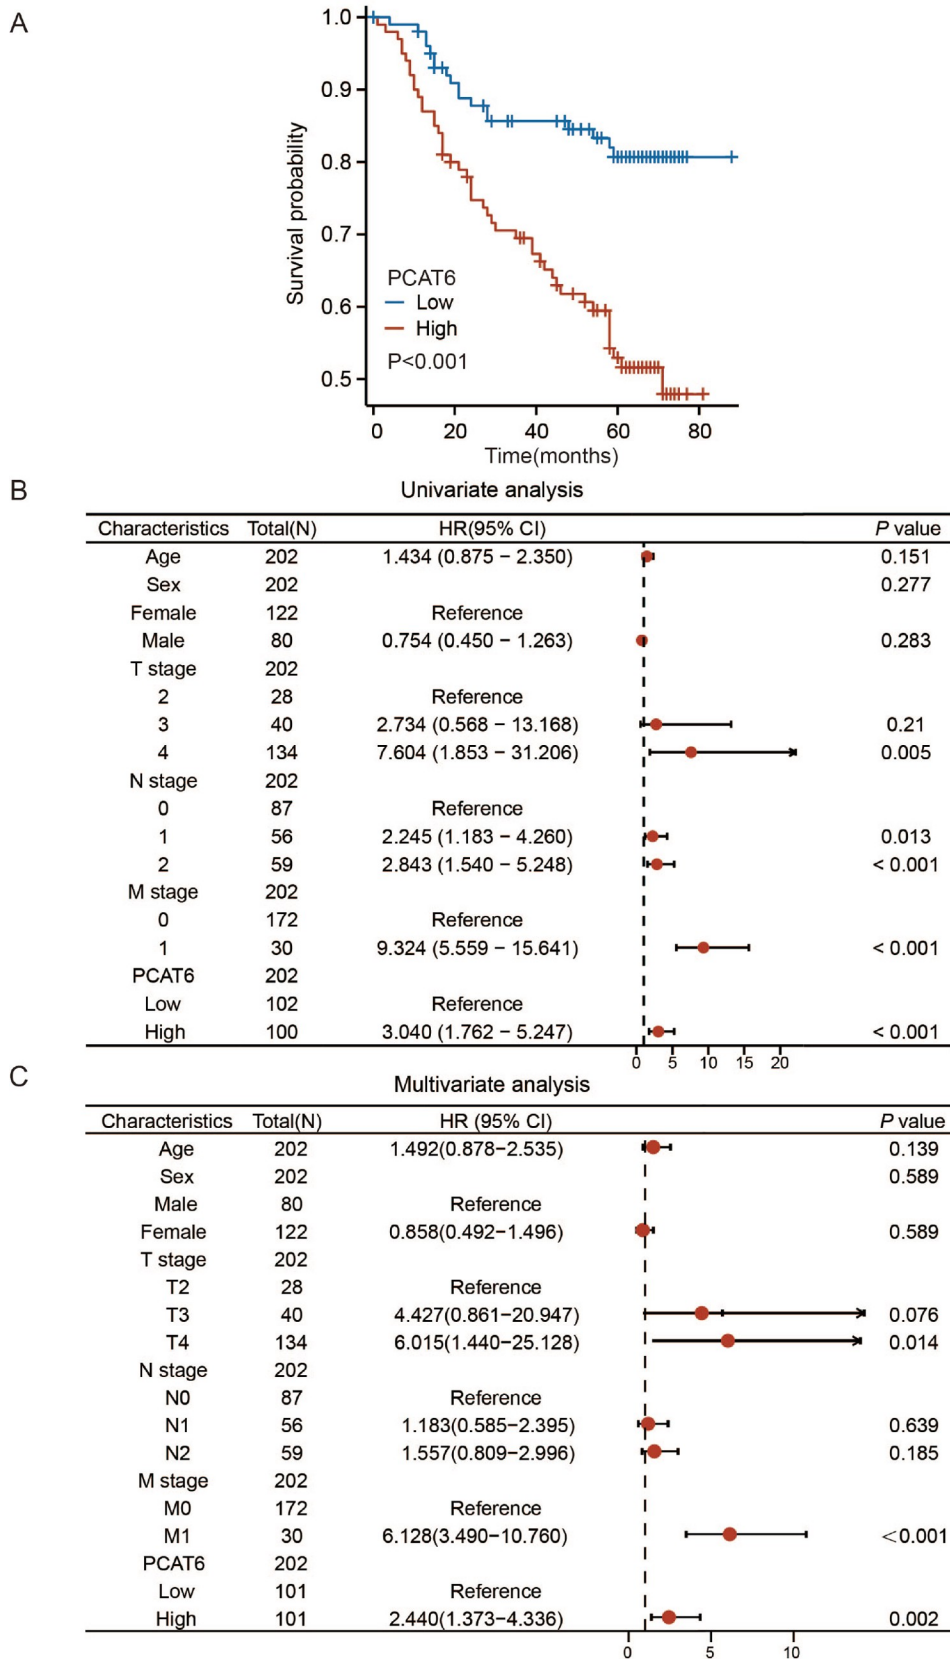 A
1.0
0.9
0.8
0.7
0.6
0.5
Survival probability
PCAT6
Low
High
P<0.001
0 20 40 60 80
Time(months)
B
Univariate analysis
Characteristics Total(N) HR(95% CI) P value
Age 202 1.434 (0.875 − 2.350) 0.151
Sex 202 0.277
Female 122 Reference
Male 80 0.754 (0.450 − 1.263) 0.283
T stage 202
2 28 Reference
3 40 2.734 (0.568 − 13.168) 0.21
4 134 7.604 (1.853 − 31.206) 0.005
N stage 202
0 87 Reference
1 56 2.245 (1.183 − 4.260) 0.013
2 59 2.843 (1.540 − 5.248) < 0.001
M stage 202
0 172 Reference
1 30 9.324 (5.559 − 15.641) < 0.001
PCAT6 202
Low 102 Reference
High 100 3.040 (1.762 − 5.247) < 0.001
0 5 10 15 20
C
Multivariate analysis
Characteristics Total(N) HR (95% CI) P value
Age 202 1.492(0.878−2.535) 0.139
Sex 202 0.589
Male 80 Reference
Female 122 0.858(0.492−1.496) 0.589
T stage 202
T2 28 Reference
T3 40 4.427(0.861−20.947) 0.076
T4 134 6.015(1.440−25.128) 0.014
N stage 202
N0 87 Reference
N1 56 1.183(0.585−2.395) 0.639
N2 59 1.557(0.809−2.996) 0.185
M stage 202
M0 172 Reference
M1 30 6.128(3.490−10.760) <0.001
PCAT6 202
Low 101 Reference
High 101 2.440(1.373−4.336) 0.002
0 5 10